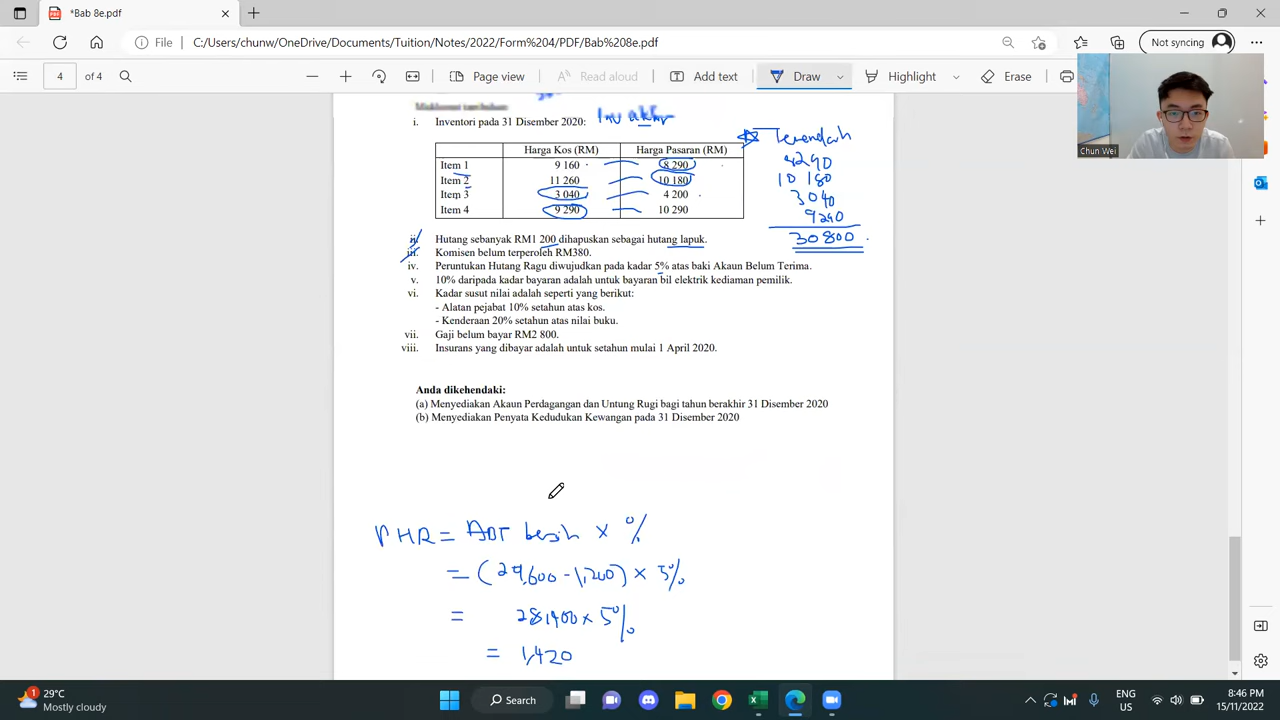 *Bab 8e.pdf
File C:/Users/chunw/OneDrive/Documents/Tuition/Notes/2022/Form%204/PDF/Bab%208e.pdf Not syncing
4 of 4 Page view Read aloud Add text Draw Highlight Erase
Chun Wei
Inv akhir
i. Inventori pada 31 Disember 2020:
Harga Kos (RM) Harga Pasaran (RM)
Item 1 9 160 8 290
Item 2 11 260 10 180
Item 3 3 040 4 200
Item 4 9 290 10 290
Terendah
8290
10 180
3040
9290
30800
ii. Hutang sebanyak RM1 200 dihapuskan sebagai hutang lapuk.
iii. Komisen belum terperoleh RM380.
iv. Peruntukan Hutang Ragu diwujudkan pada kadar 5% atas baki Akaun Belum Terima.
v. 10% daripada kadar bayaran adalah untuk bayaran bil elektrik kediaman pemilik.
vi. Kadar susut nilai adalah seperti yang berikut:
- Alatan pejabat 10% setahun atas kos.
- Kenderaan 20% setahun atas nilai buku.
vii. Gaji belum bayar RM2 800.
viii. Insurans yang dibayar adalah untuk setahun mulai 1 April 2020.
Anda dikehendaki:
(a) Menyediakan Akaun Perdagangan dan Untung Rugi bagi tahun berakhir 31 Disember 2020
(b) Menyediakan Penyata Kedudukan Kewangan pada 31 Disember 2020
PHR = ABT bersih × %
= (29,600 - 1,200) × 5%
= 28,400 × 5%
= 1,420
1
29°C
Mostly cloudy
Search
ENG
US
8:46 PM
15/11/2022